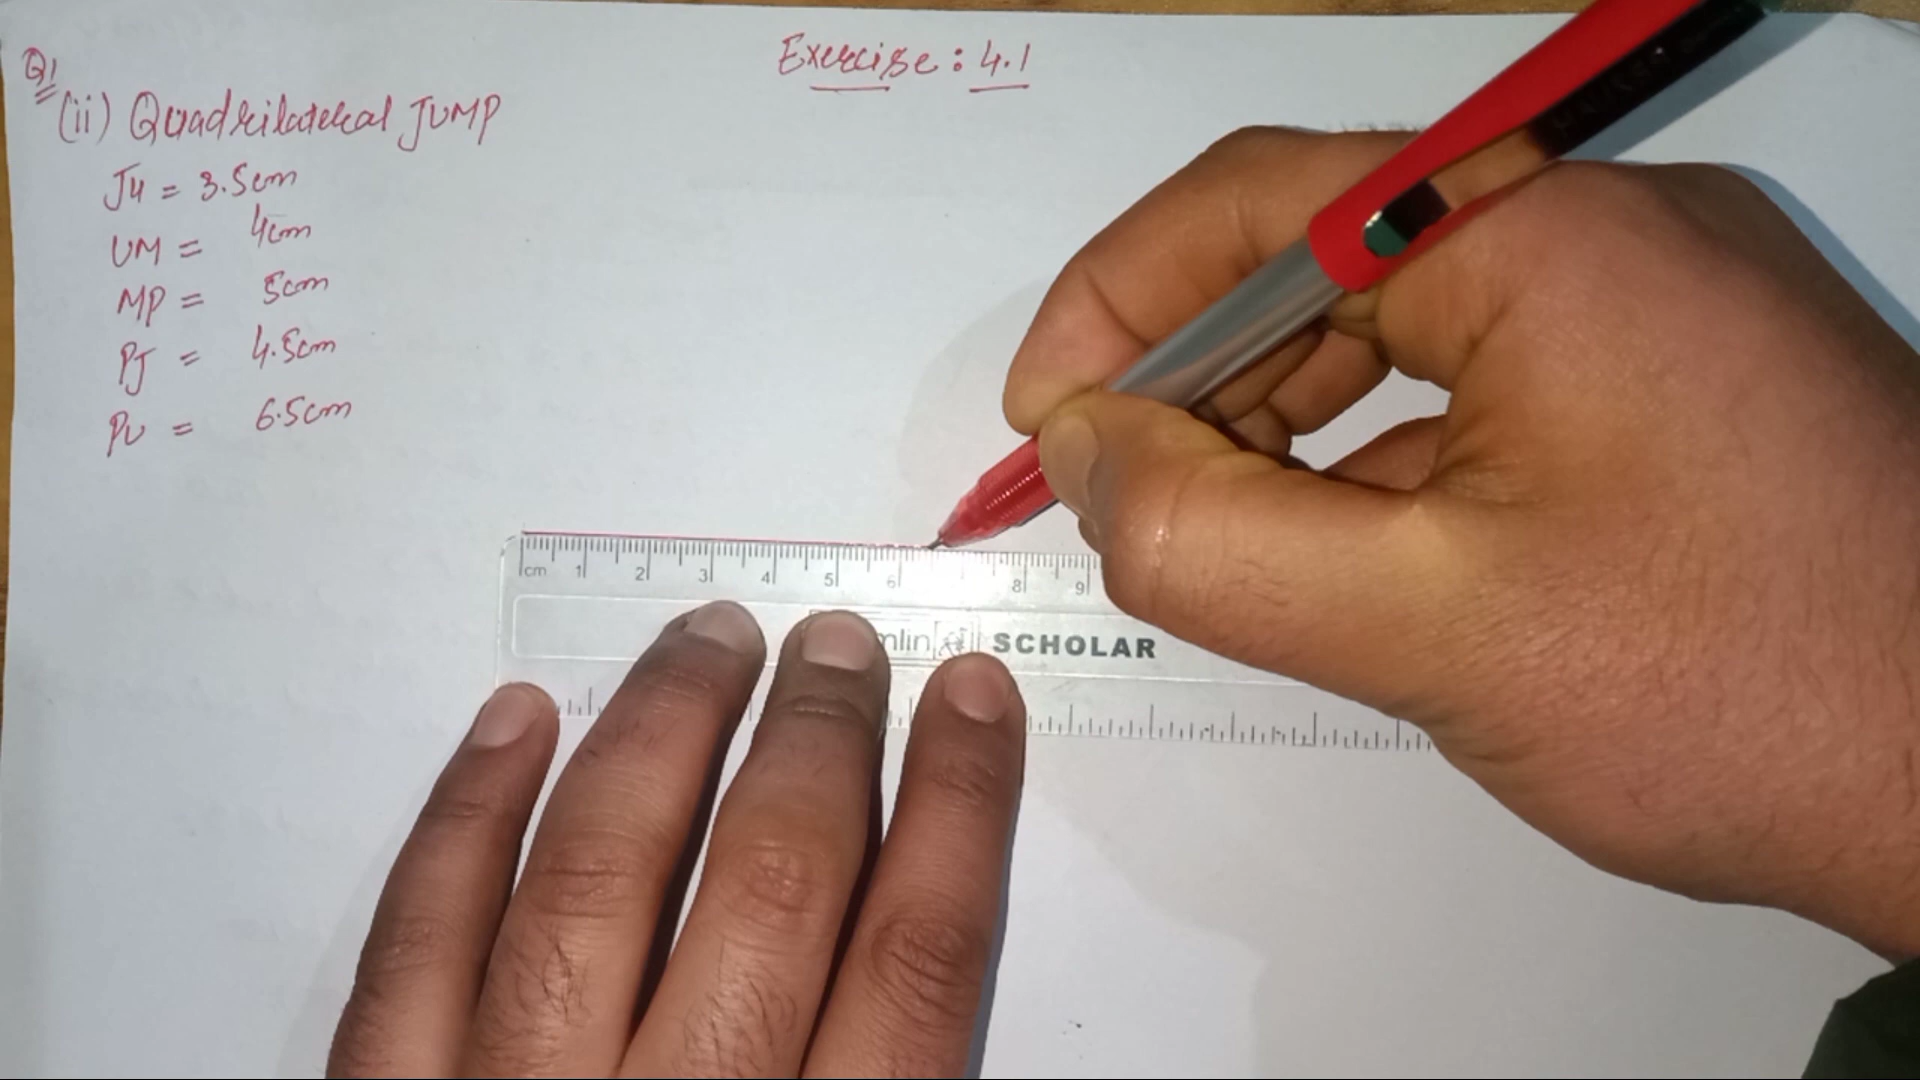 Exercise: 4.1
Q1
(ii) Quadrilateral JUMP
JU = 3.5cm
UM = 4cm
MP = 5cm
PJ = 4.5cm
PU = 6.5cm
cm 1 2 3 4 5 6 8 9
mlin SCHOLAR